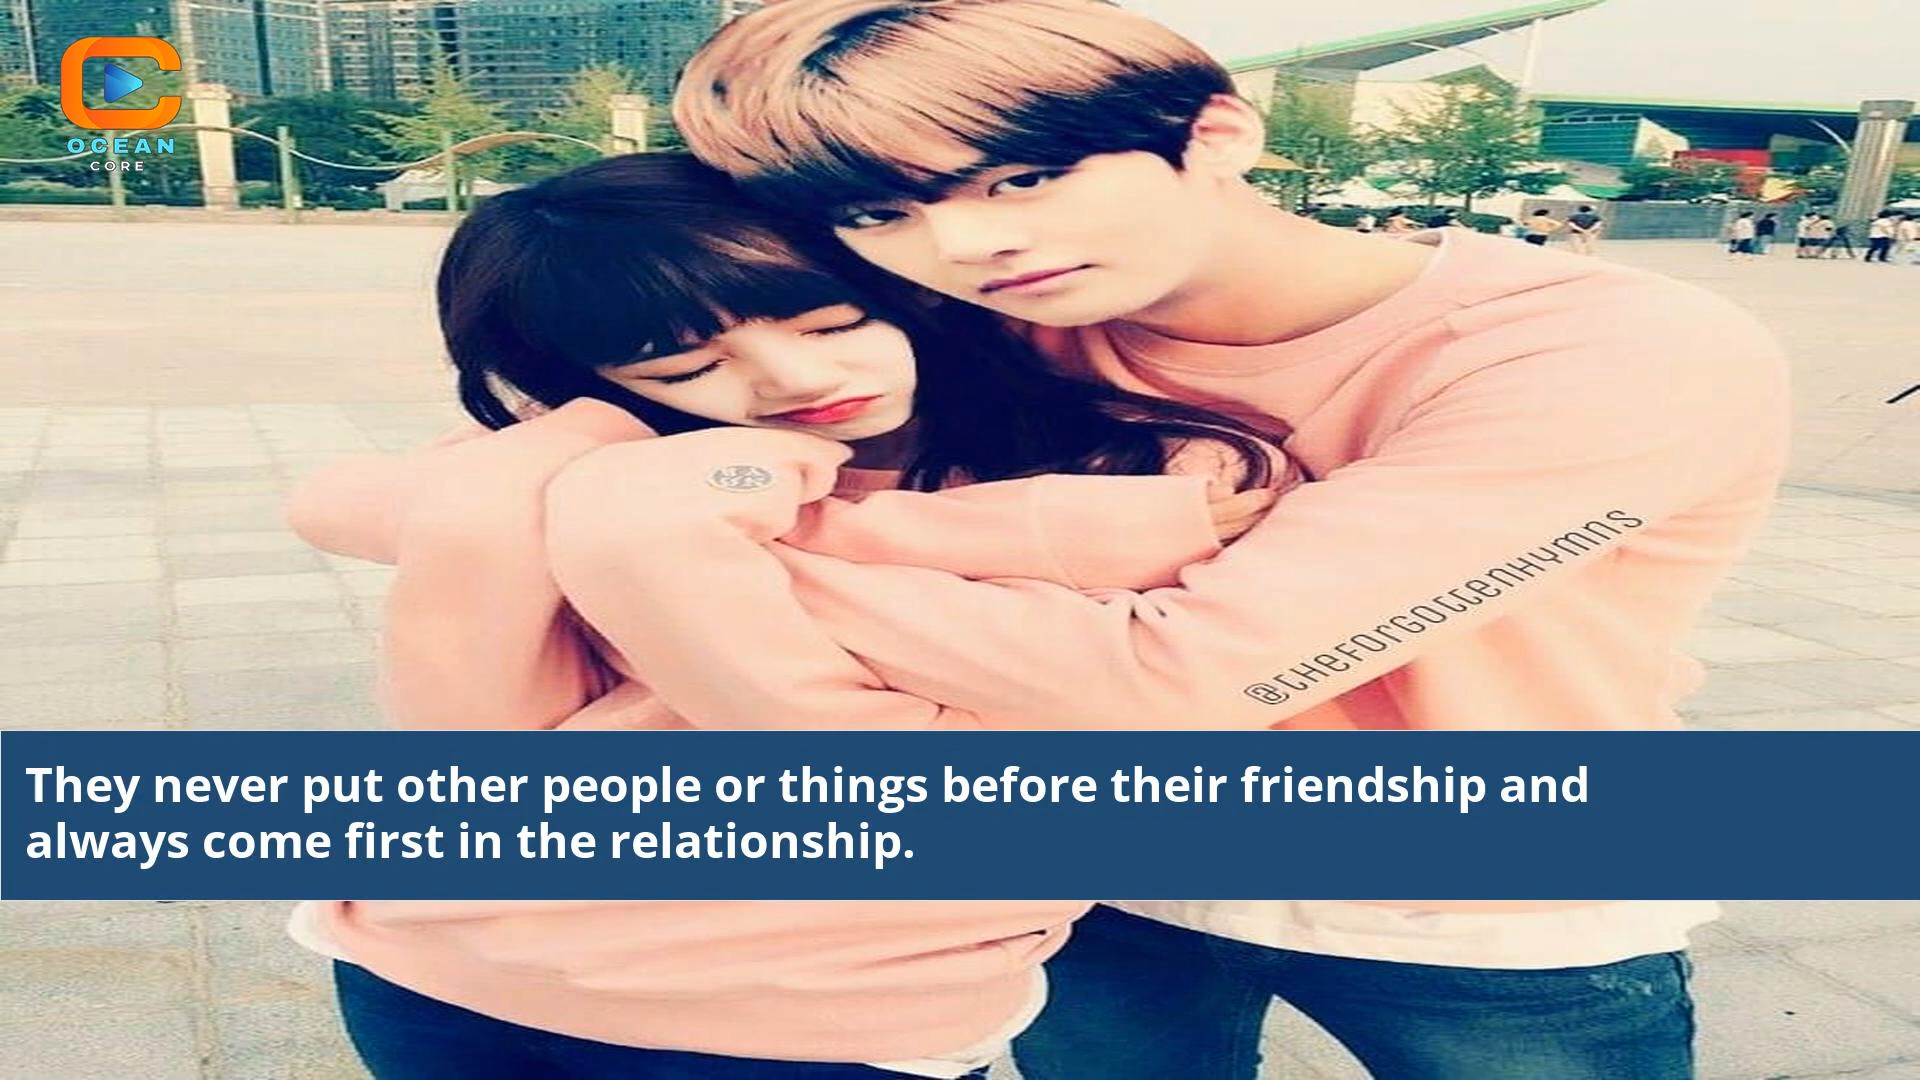 OCEAN
CORE
@THEFORGOTTENHYMNS
They never put other people or things before their friendship and
always come first in the relationship.